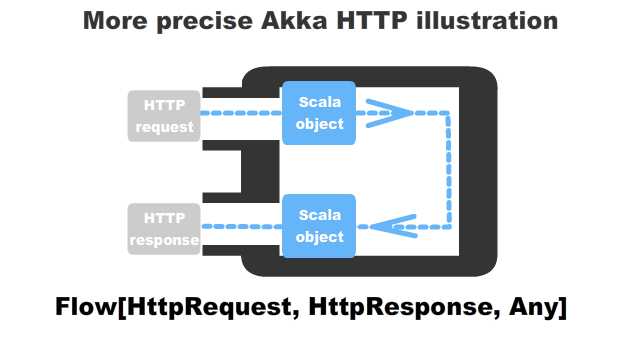 More precise Akka HTTP illustration
HTTP
request
Scala
object
HTTP
response
Scala
object
Flow[HttpRequest, HttpResponse, Any]